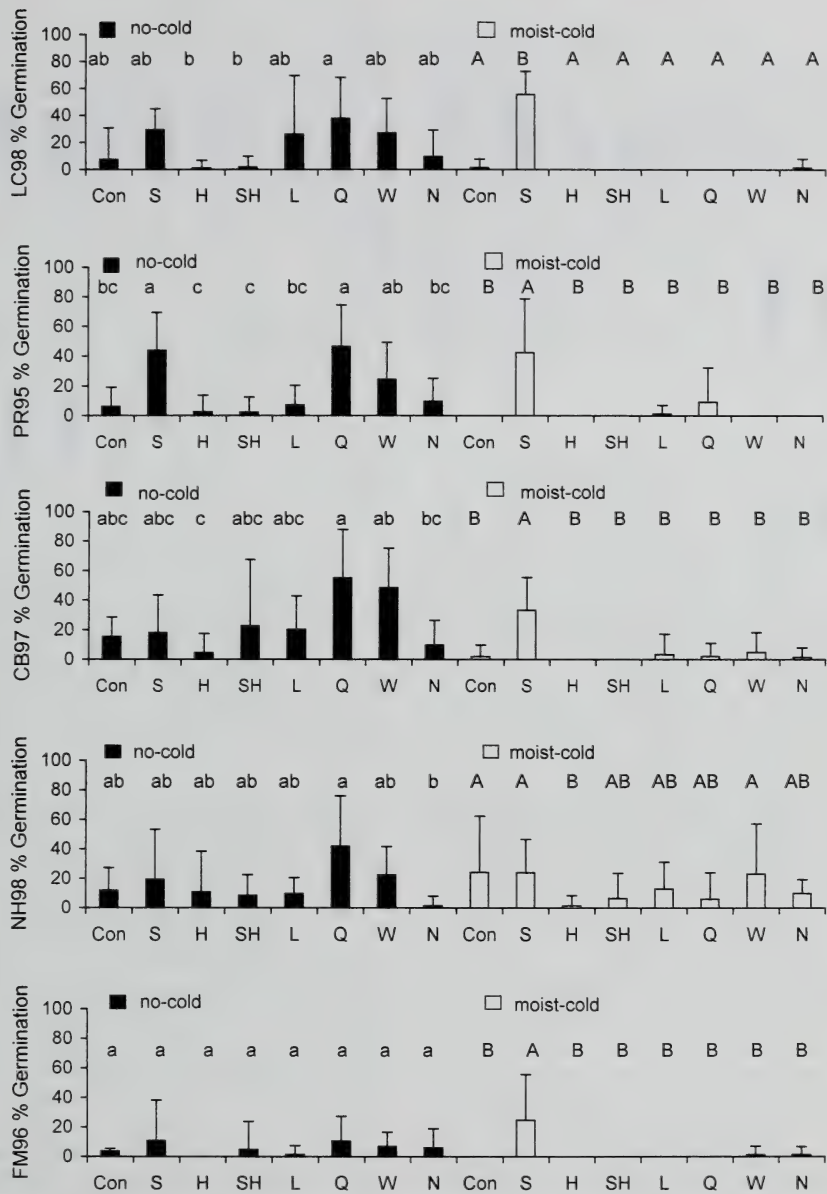 no-cold moist-cold
100
80
60
40
20
0
LC98 % Germination
ab ab b b ab a ab ab A B A A A A A A
Con S H SH L Q W N Con S H SH L Q W N
no-cold moist-cold
100
80
60
40
20
0
PR95 % Germination
bc a c c bc a ab bc B A B B B B B B
Con S H SH L Q W N Con S H SH L Q W N
no-cold moist-cold
100
80
60
40
20
0
CB97 % Germination
abc abc c abc abc a ab bc B A B B B B B B
Con S H SH L Q W N Con S H SH L Q W N
no-cold moist-cold
100
80
60
40
20
0
NH98 % Germination
ab ab ab ab ab a ab b A A B AB AB AB A AB
Con S H SH L Q W N Con S H SH L Q W N
no-cold moist-cold
100
80
60
40
20
0
FM96 % Germination
a a a a a a a a B A B B B B B B
Con S H SH L Q W N Con S H SH L Q W N